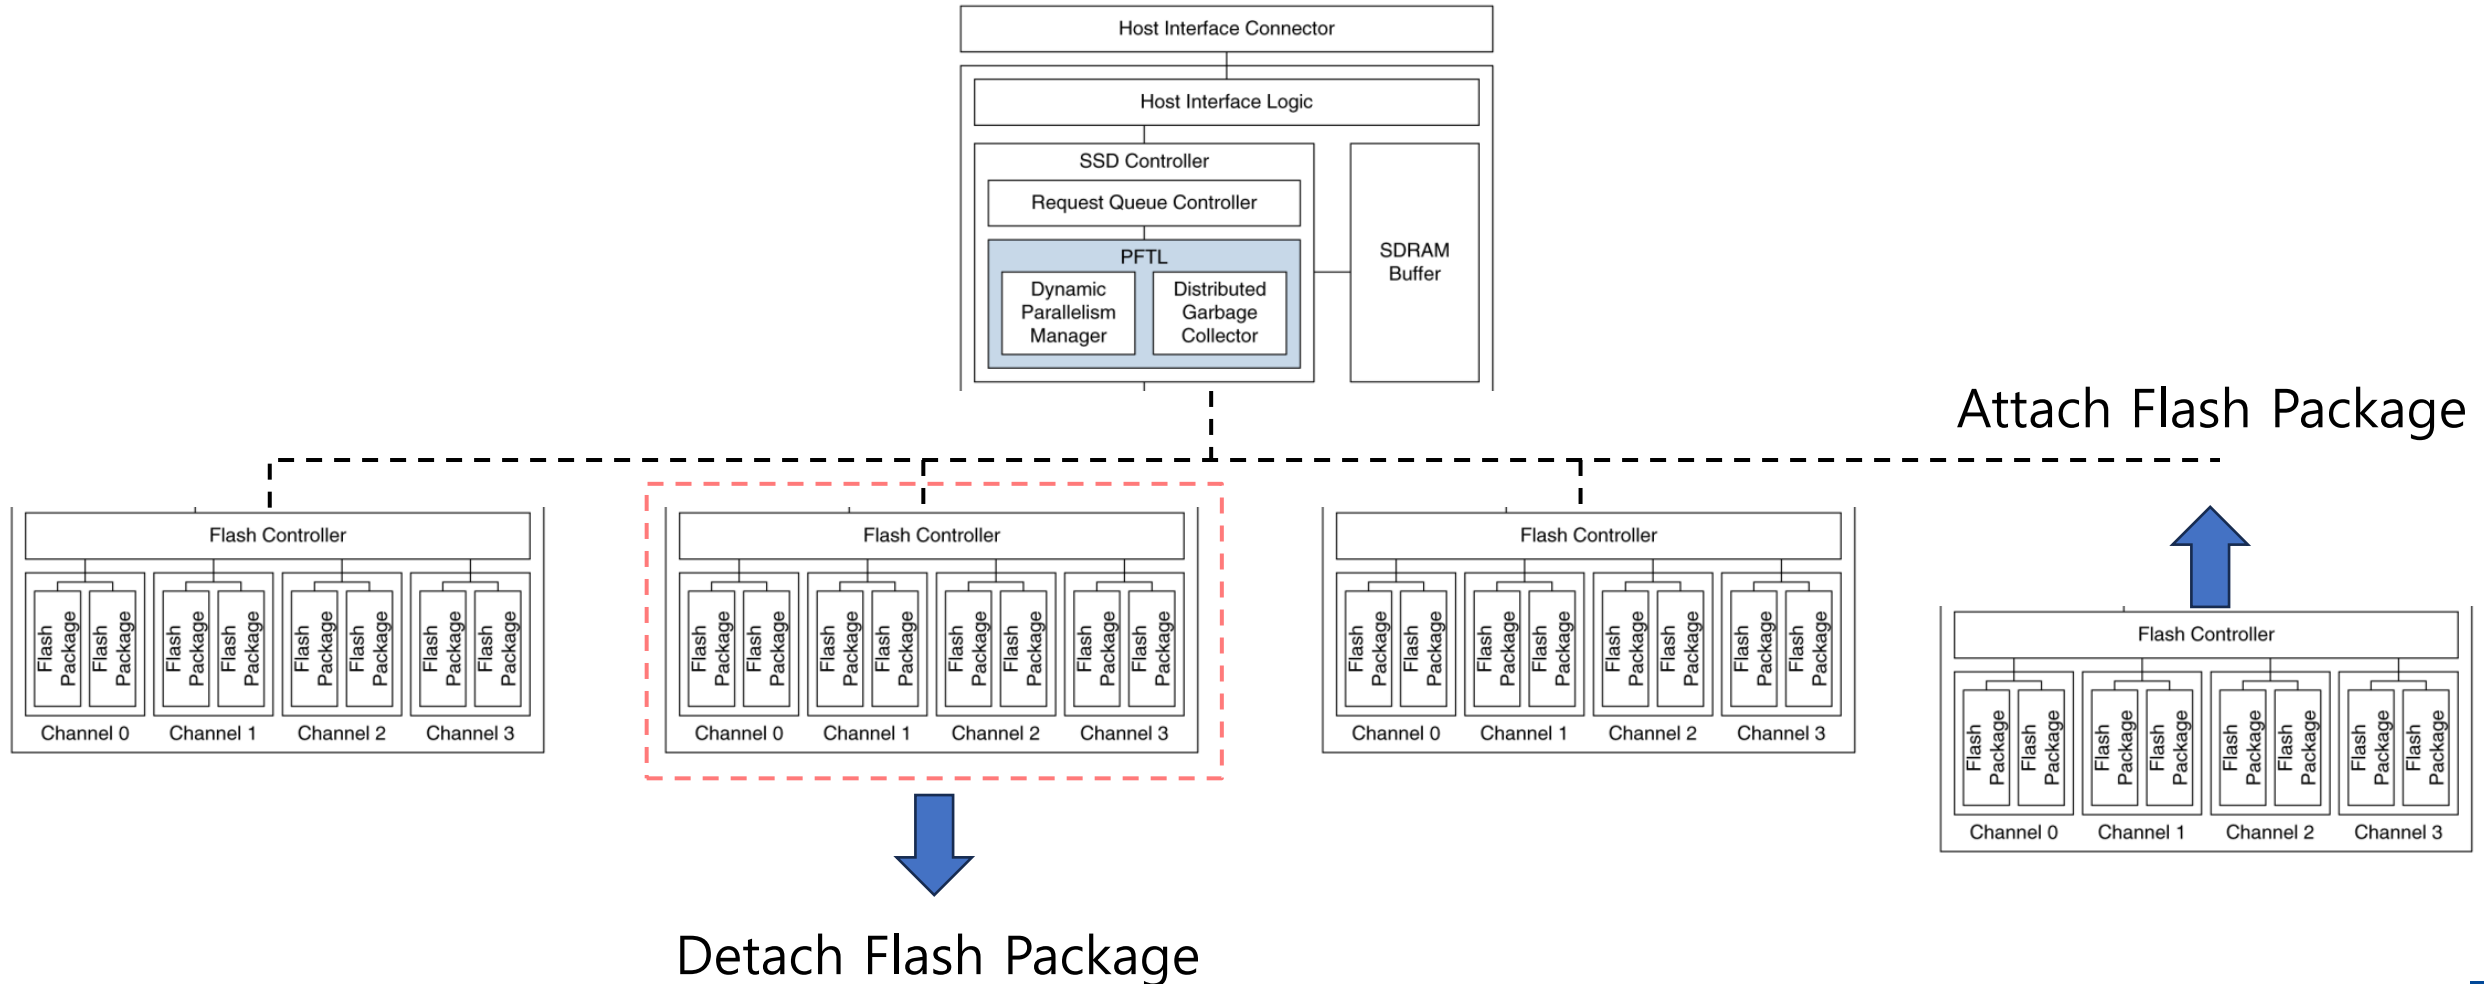 Host Interface Connector
Host Interface Logic
SSD Controller
Request Queue Controller
PFTL
Dynamic
Parallelism
Manager
Distributed
Garbage
Collector
SDRAM
Buffer
Attach Flash Package
Flash Controller
Flash
Package
Flash
Package
Flash
Package
Flash
Package
Flash
Package
Flash
Package
Flash
Package
Flash
Package
Channel 0
Channel 1
Channel 2
Channel 3
Flash Controller
Flash
Package
Flash
Package
Flash
Package
Flash
Package
Flash
Package
Flash
Package
Flash
Package
Flash
Package
Channel 0
Channel 1
Channel 2
Channel 3
Flash Controller
Flash
Package
Flash
Package
Flash
Package
Flash
Package
Flash
Package
Flash
Package
Flash
Package
Flash
Package
Channel 0
Channel 1
Channel 2
Channel 3
Flash Controller
Flash
Package
Flash
Package
Flash
Package
Flash
Package
Flash
Package
Flash
Package
Flash
Package
Flash
Package
Channel 0
Channel 1
Channel 2
Channel 3
Detach Flash Package